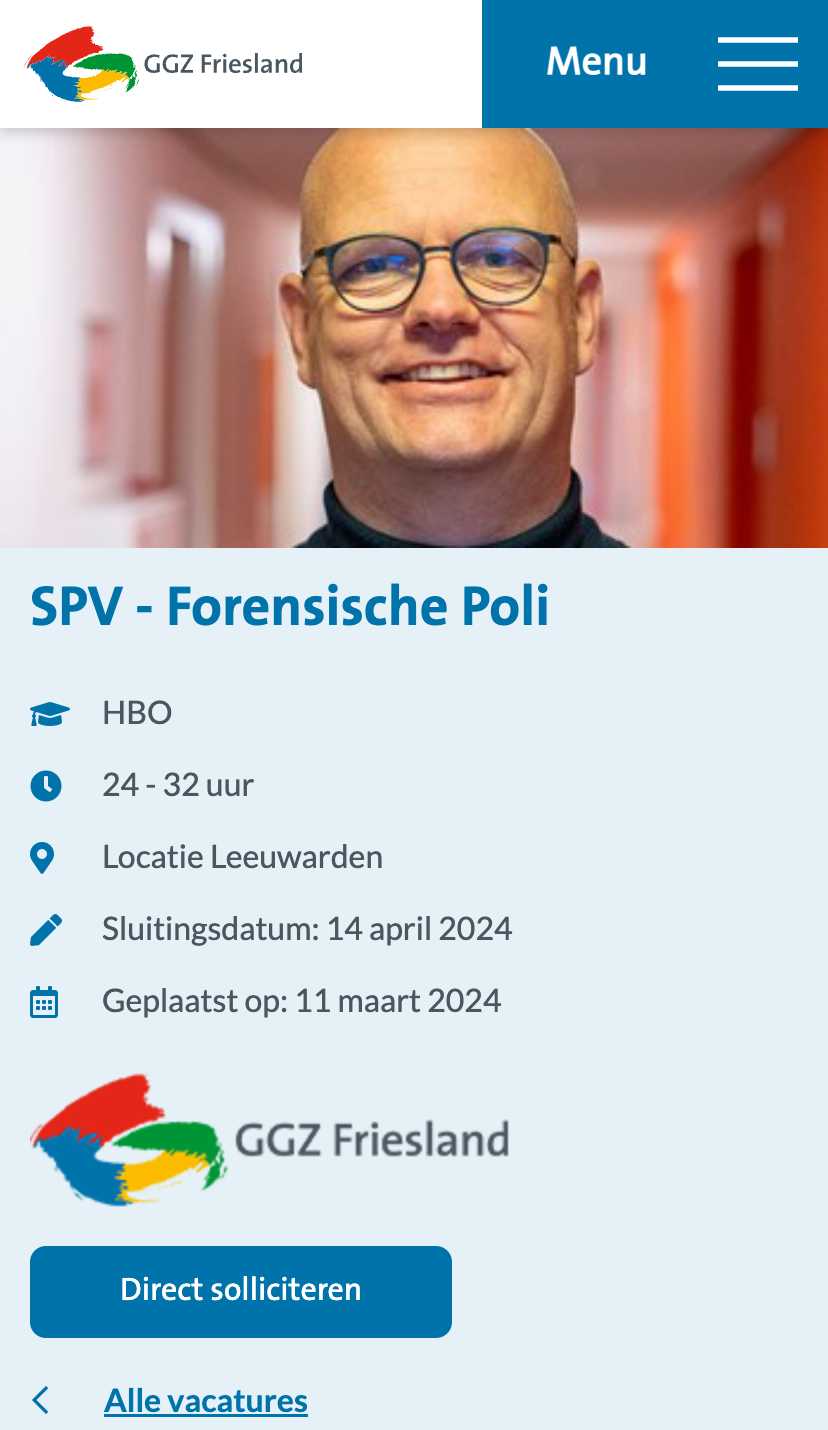 GGZ Friesland
Menu
SPV - Forensische Poli
HBO
24 - 32 uur
Locatie Leeuwarden
Sluitingsdatum: 14 april 2024
Geplaatst op: 11 maart 2024
GGZ Friesland
Direct solliciteren
Alle vacatures